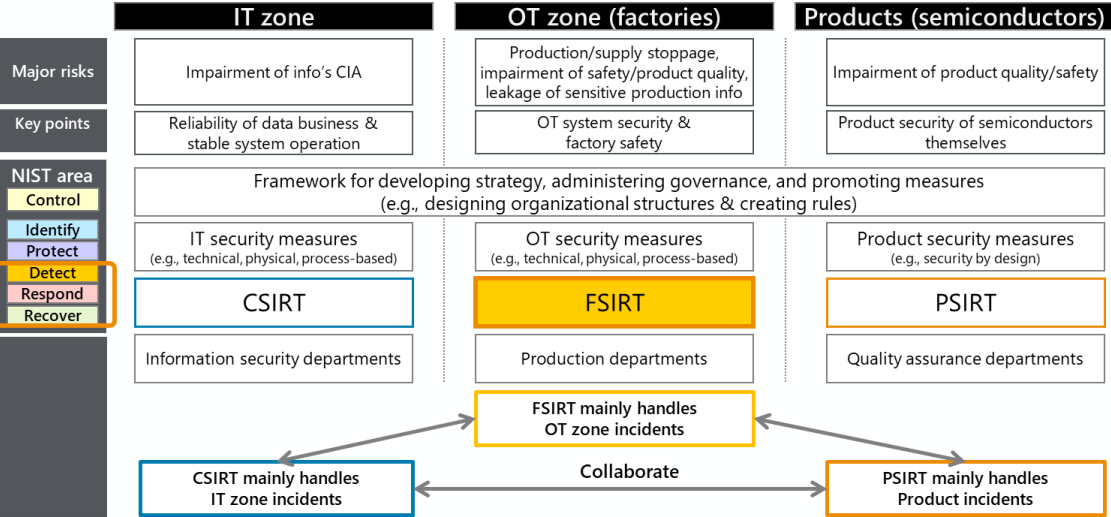 IT zone
OT zone (factories)
Products (semiconductors)
Major risks
Impairment of info's CIA
Production/supply stoppage,
impairment of safety/product quality,
leakage of sensitive production info
Impairment of product quality/safety
Key points
Reliability of data business &
stable system operation
OT system security &
factory safety
Product security of semiconductors
themselves
NIST area
Control
Identify
Protect
Detect
Respond
Recover
Framework for developing strategy, administering governance, and promoting measures
(e.g., designing organizational structures & creating rules)
IT security measures
(e.g., technical, physical, process-based)
OT security measures
(e.g., technical, physical, process-based)
Product security measures
(e.g., security by design)
CSIRT
FSIRT
PSIRT
Information security departments
Production departments
Quality assurance departments
FSIRT mainly handles
OT zone incidents
CSIRT mainly handles
IT zone incidents
Collaborate
PSIRT mainly handles
Product incidents